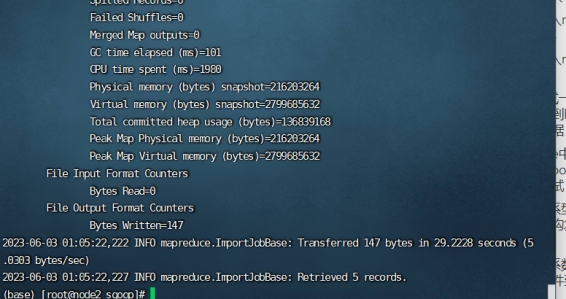 Spilled Records=0
Failed Shuffles=0
Merged Map outputs=0
GC time elapsed (ms)=101
CPU time spent (ms)=1980
Physical memory (bytes) snapshot=216203264
Virtual memory (bytes) snapshot=2799685632
Total committed heap usage (bytes)=136839168
Peak Map Physical memory (bytes)=216203264
Peak Map Virtual memory (bytes)=2799685632
File Input Format Counters
Bytes Read=0
File Output Format Counters
Bytes Written=147
2023-06-03 01:05:22,222 INFO mapreduce.ImportJobBase: Transferred 147 bytes in 29.2228 seconds (5
.0303 bytes/sec)
2023-06-03 01:05:22,227 INFO mapreduce.ImportJobBase: Retrieved 5 records.
(base) [root@node2 sqoop]#